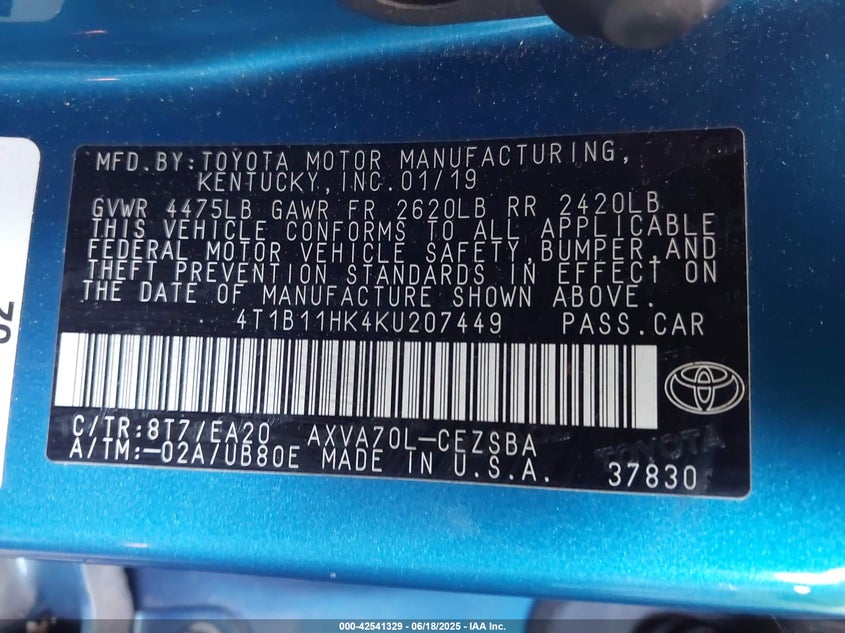 MFD.BY:TOYOTA MOTOR MANUFACTURING,
KENTUCKY,INC.01/19
GVWR 4475LB GAWR FR 2620LB RR 2420LB
THIS VEHICLE CONFORMS TO ALL APPLICABLE
FEDERAL MOTOR VEHICLE SAFETY,BUMPER,AND
THEFT PREVENTION STANDARDS IN EFFECT ON
THE DATE OF MANUFACTURE SHOWN ABOVE.
4T1B11HK4KU207449 PASS.CAR
C/TR:8T7/EA20 AXVA70L-CEZSBA
A/TM:-02A/UB80E MADE IN U.S.A. 37830
TOYOTA
000-42541329 - 06/18/2025 - IAA Inc.